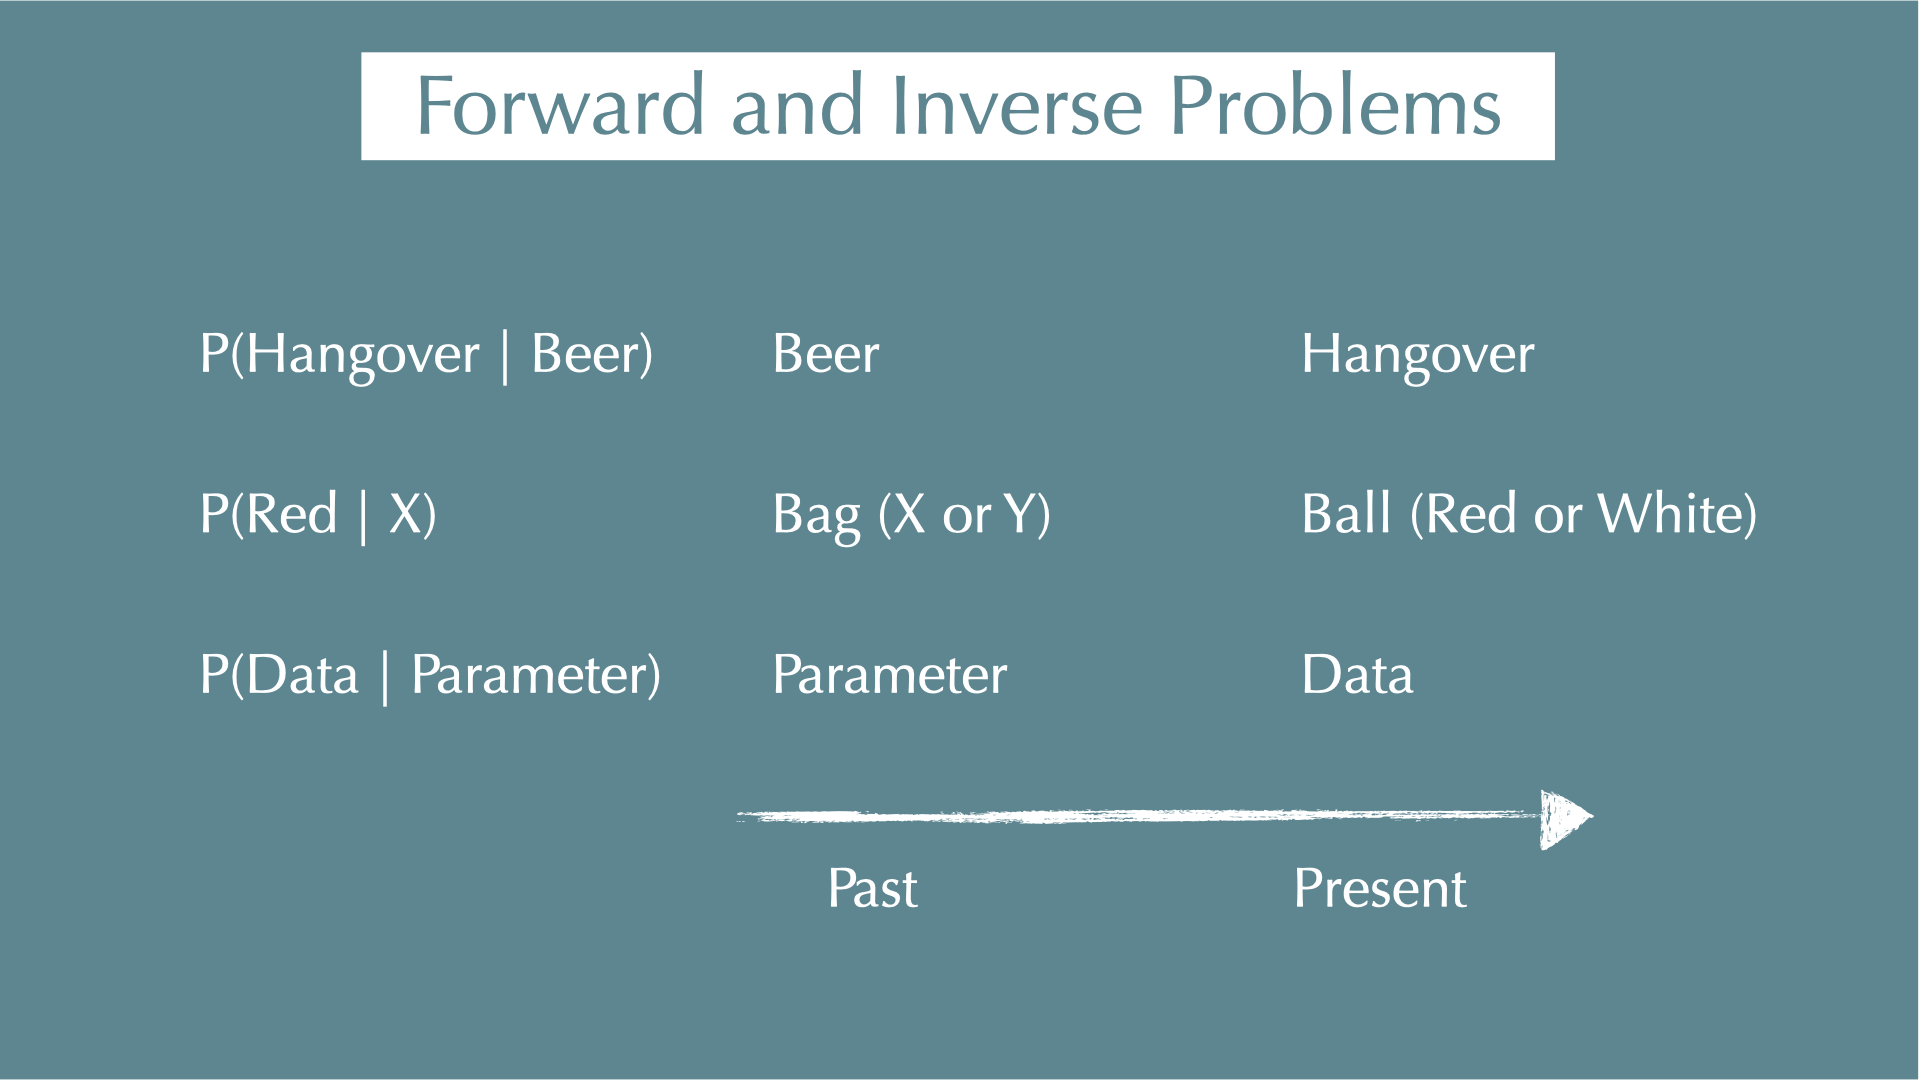 Forward and Inverse Problems
P(Hangover | Beer) Beer Hangover
P(Red | X) Bag (X or Y) Ball (Red or White)
P(Data | Parameter) Parameter Data
Past Present